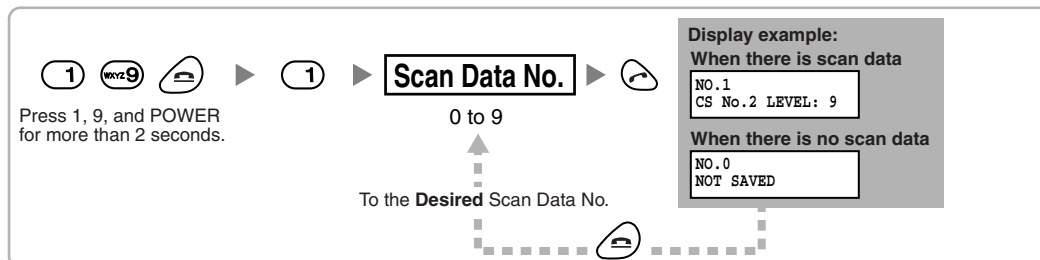 1
WXYZ9
1
Scan Data No.
0 to 9
Press 1, 9, and POWER
for more than 2 seconds.
To the Desired Scan Data No.
Display example:
When there is scan data
NO.1
CS No.2 LEVEL: 9
When there is no scan data
NO.0
NOT SAVED